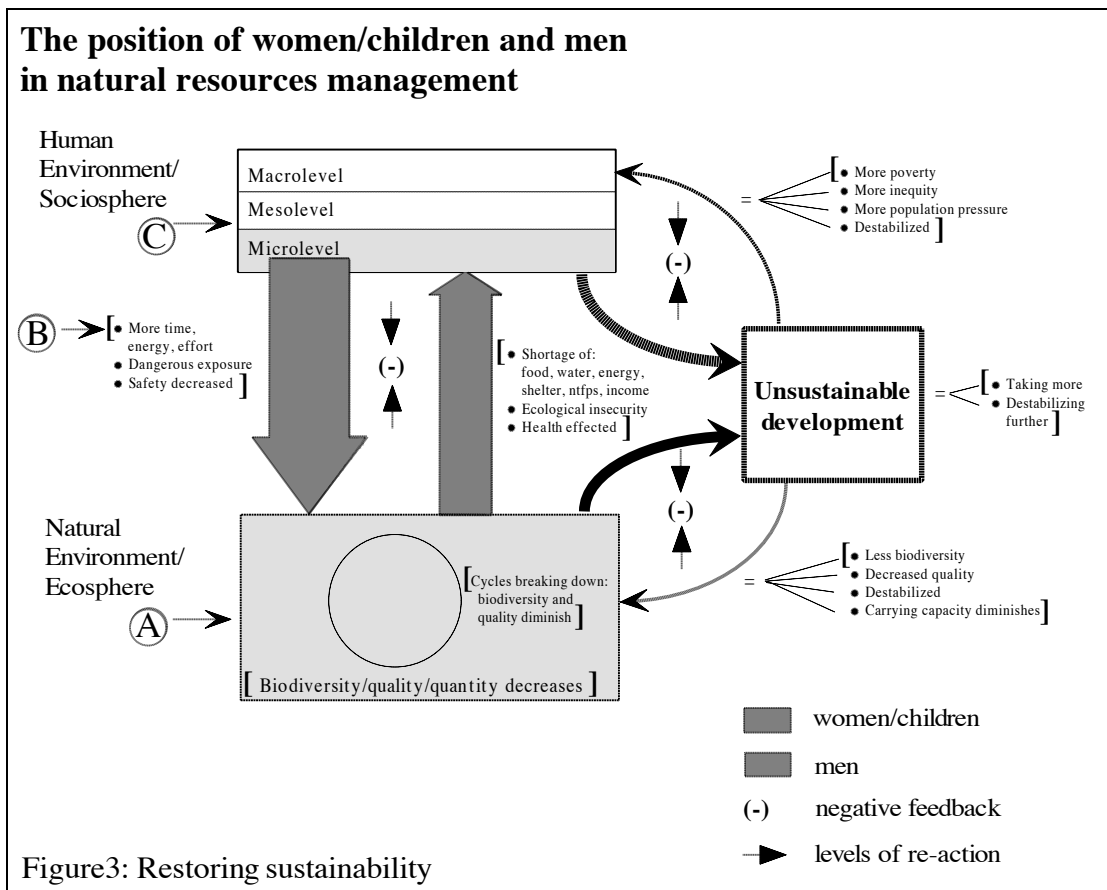 The position of women/children and men
in natural resources management
Human
Environment/
Sociosphere
C
Macrolevel
Mesolevel
Microlevel
(-)
=
[ ● More poverty
● More inequity
● More population pressure
● Destabilized ]
B
[ ● More time,
energy, effort
● Dangerous exposure
● Safety decreased ]
(-)
[ ● Shortage of:
food, water, energy,
shelter, ntfps, income
● Ecological insecurity
● Health effected ]
Unsustainable
development
=
[ ● Taking more
● Destabilizing
further ]
(-)
Natural
Environment/
Ecosphere
A
[ Cycles breaking down:
biodiversity and
quality diminish ]
[ Biodiversity/quality/quantity decreases ]
=
[ ● Less biodiversity
● Decreased quality
● Destabilized
● Carrying capacity diminishes ]
women/children
men
(-) negative feedback
levels of re-action
Figure3: Restoring sustainability